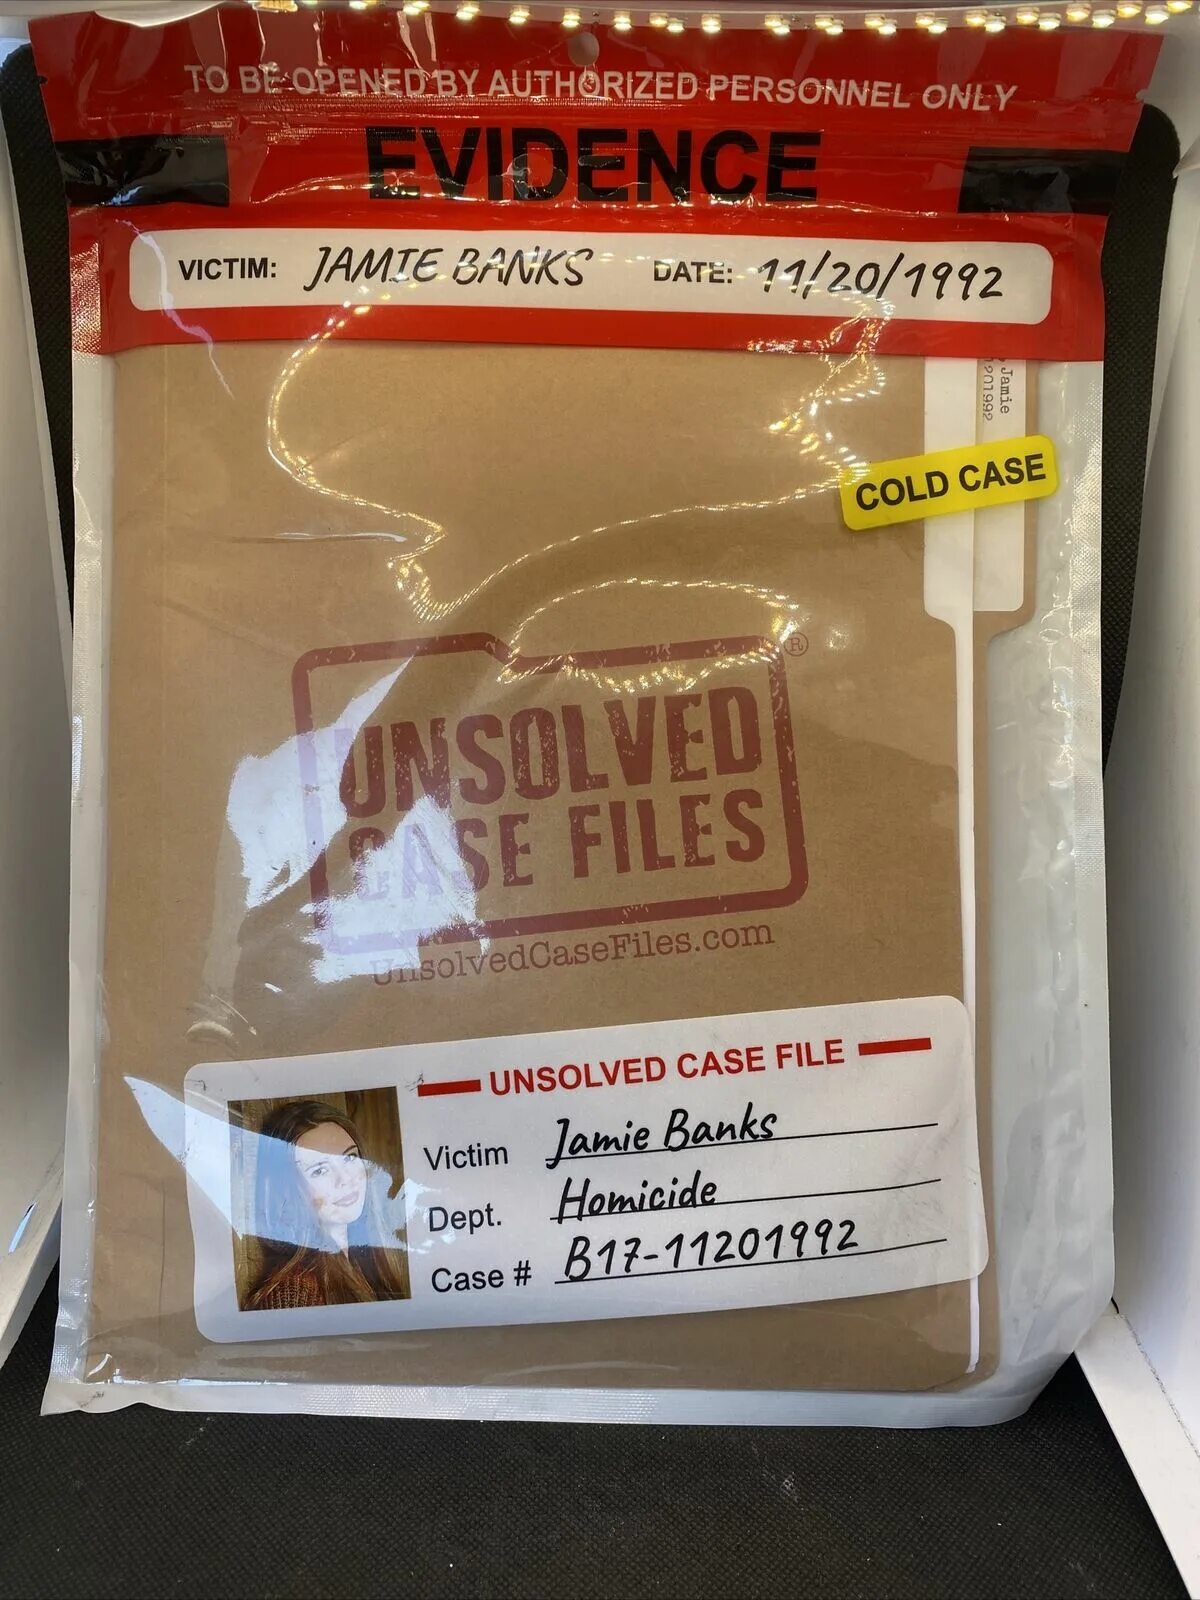 TO BE OPENED BY AUTHORIZED PERSONNEL ONLY
EVIDENCE
VICTIM: JAMIE BANKS DATE: 11/20/1992
Jamie
201992
COLD CASE
UNSOLVED ®
CASE FILES
UnsolvedCaseFiles.com
UNSOLVED CASE FILE
Victim Jamie Banks
Dept. Homicide
Case # B17-11201992